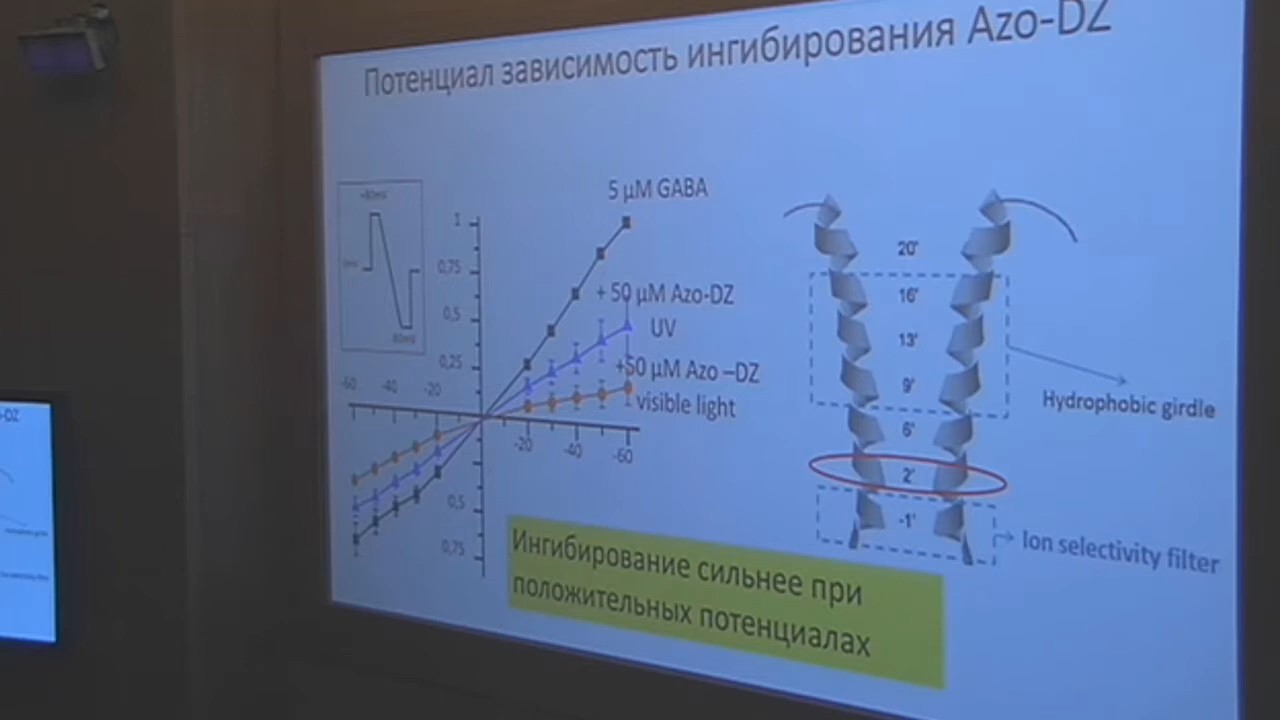 Потенциал зависимость ингибирования Azo-DZ
5 µM GABA
+ 50 µM Azo-DZ
UV
+50 µM Azo –DZ
visible light
1
0,75
0,5
0,25
-60 -40 -20
-20 -40 -60
0,5
0,75
20'
16'
13'
9'
6'
2'
-1'
Hydrophobic girdle
Ion selectivity filter
Ингибирование сильнее при
положительных потенциалах